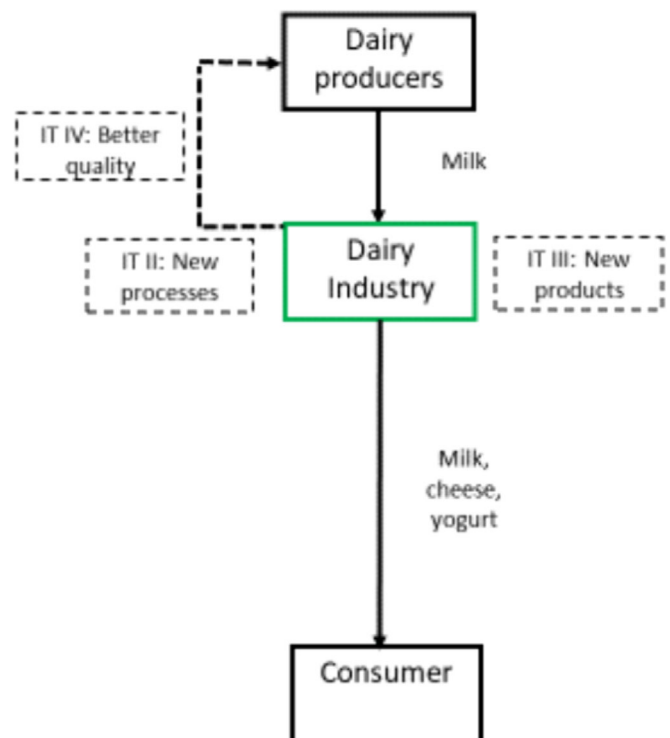 Dairy
producers
IT IV: Better
quality
Milk
IT II: New
processes
Dairy
Industry
IT III: New
products
Milk,
cheese,
yogurt
Consumer